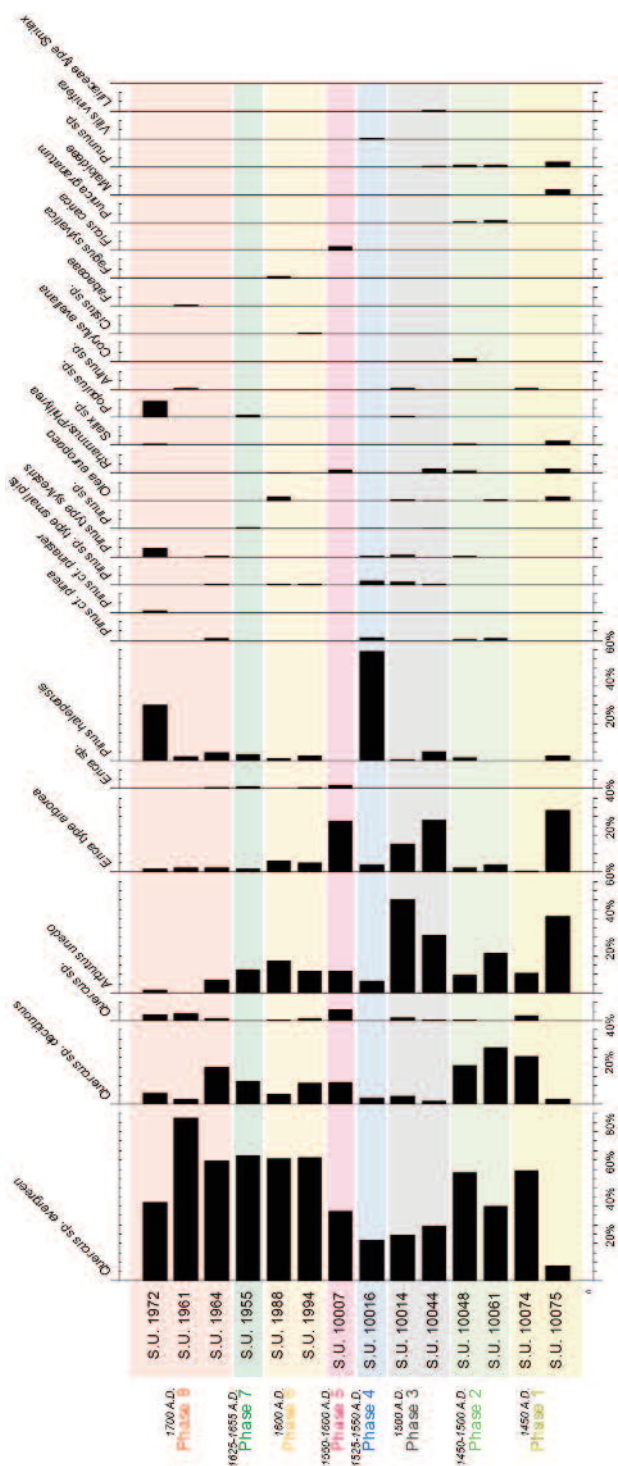 Liliaceae type Smilax
Vitis vinifera
Prunus sp.
Maloideae
Punica granatum
Ficus carica
Fagus sylvatica
Fabaceae
Cistus sp.
Corylus avellana
Alnus sp.
Populus sp.
Salix sp.
Rhamnus/Phillyrea
Olea europaea
Pinus sp.
Pinus type sylvestris
Pinus sp. type small pits
Pinus cf. pinaster
Pinus cf. pinea
Pinus halepensis
Erica sp.
Erica type arborea
Arbutus unedo
Quercus sp.
Quercus sp. deciduous
Quercus sp. evergreen
60%
40%
20%
40%
20%
60%
40%
20%
40%
20%
80%
60%
40%
20%
S.U. 1972
S.U. 1961
S.U. 1964
S.U. 1955
S.U. 1988
S.U. 1994
S.U. 10007
S.U. 10016
S.U. 10014
S.U. 10044
S.U. 10048
S.U. 10061
S.U. 10074
S.U. 10075
1700 A.D.
Phase 8
1625-1655 A.D.
Phase 7
1600 A.D.
Phase 6
1550-1600 A.D.
Phase 5
1525-1550 A.D.
Phase 4
1500 A.D.
Phase 3
1450-1500 A.D.
Phase 2
1450 A.D.
Phase 1